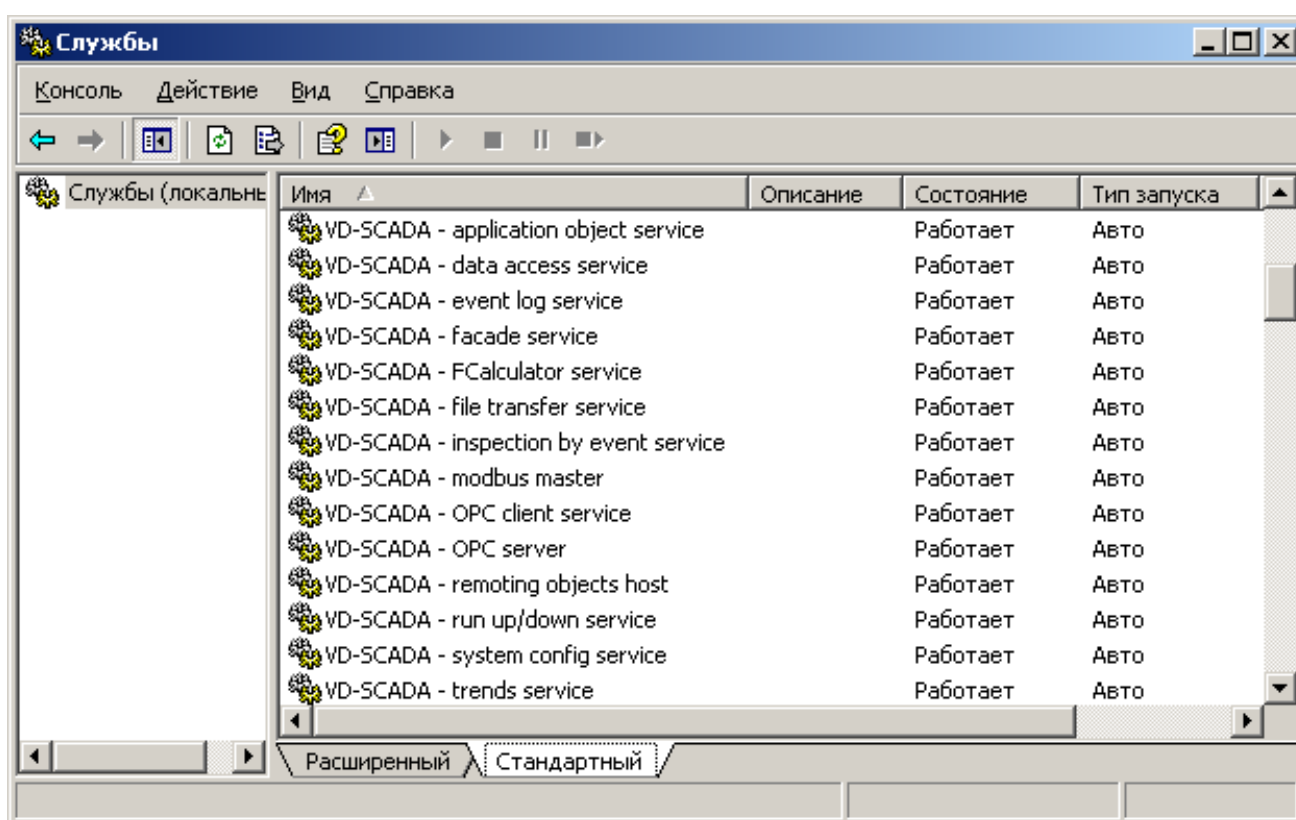 Службы
Консоль Действие Вид Справка
Службы (локальнь
Имя Описание Состояние Тип запуска
VD-SCADA - application object service Работает Авто
VD-SCADA - data access service Работает Авто
VD-SCADA - event log service Работает Авто
VD-SCADA - facade service Работает Авто
VD-SCADA - FCalculator service Работает Авто
VD-SCADA - file transfer service Работает Авто
VD-SCADA - inspection by event service Работает Авто
VD-SCADA - modbus master Работает Авто
VD-SCADA - OPC client service Работает Авто
VD-SCADA - OPC server Работает Авто
VD-SCADA - remoting objects host Работает Авто
VD-SCADA - run up/down service Работает Авто
VD-SCADA - system config service Работает Авто
VD-SCADA - trends service Работает Авто
Расширенный Стандартный